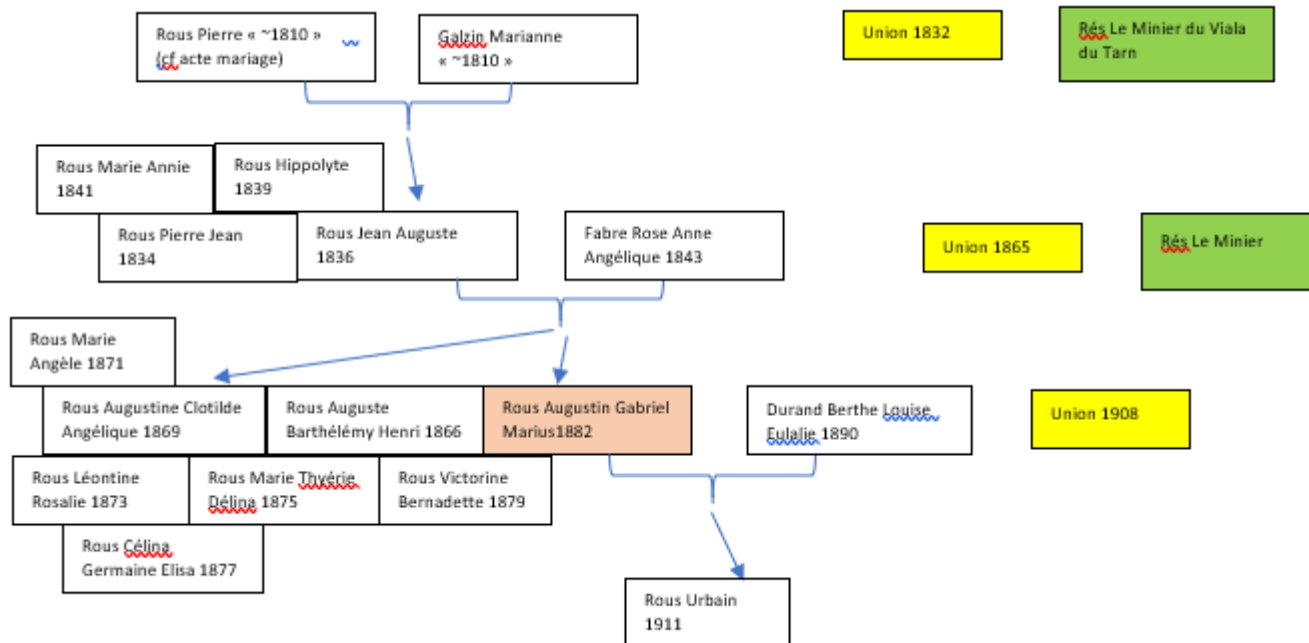 Rous Pierre « ~1810 »
(cf acte mariage)
Galzin Marianne
« ~1810 »
Union 1832
Rés Le Minier du Viala
du Tarn
Rous Marie Annie
1841
Rous Hippolyte
1839
Rous Pierre Jean
1834
Rous Jean Auguste
1836
Fabre Rose Anne
Angélique 1843
Union 1865
Rés Le Minier
Rous Marie
Angèle 1871
Rous Augustine Clotilde
Angélique 1869
Rous Auguste
Barthélémy Henri 1866
Rous Augustin Gabriel
Marius1882
Durand Berthe Louise
Eulalie 1890
Union 1908
Rous Léontine
Rosalie 1873
Rous Marie Thyérie
Délina 1875
Rous Victorine
Bernadette 1879
Rous Célina
Germaine Elisa 1877
Rous Urbain
1911